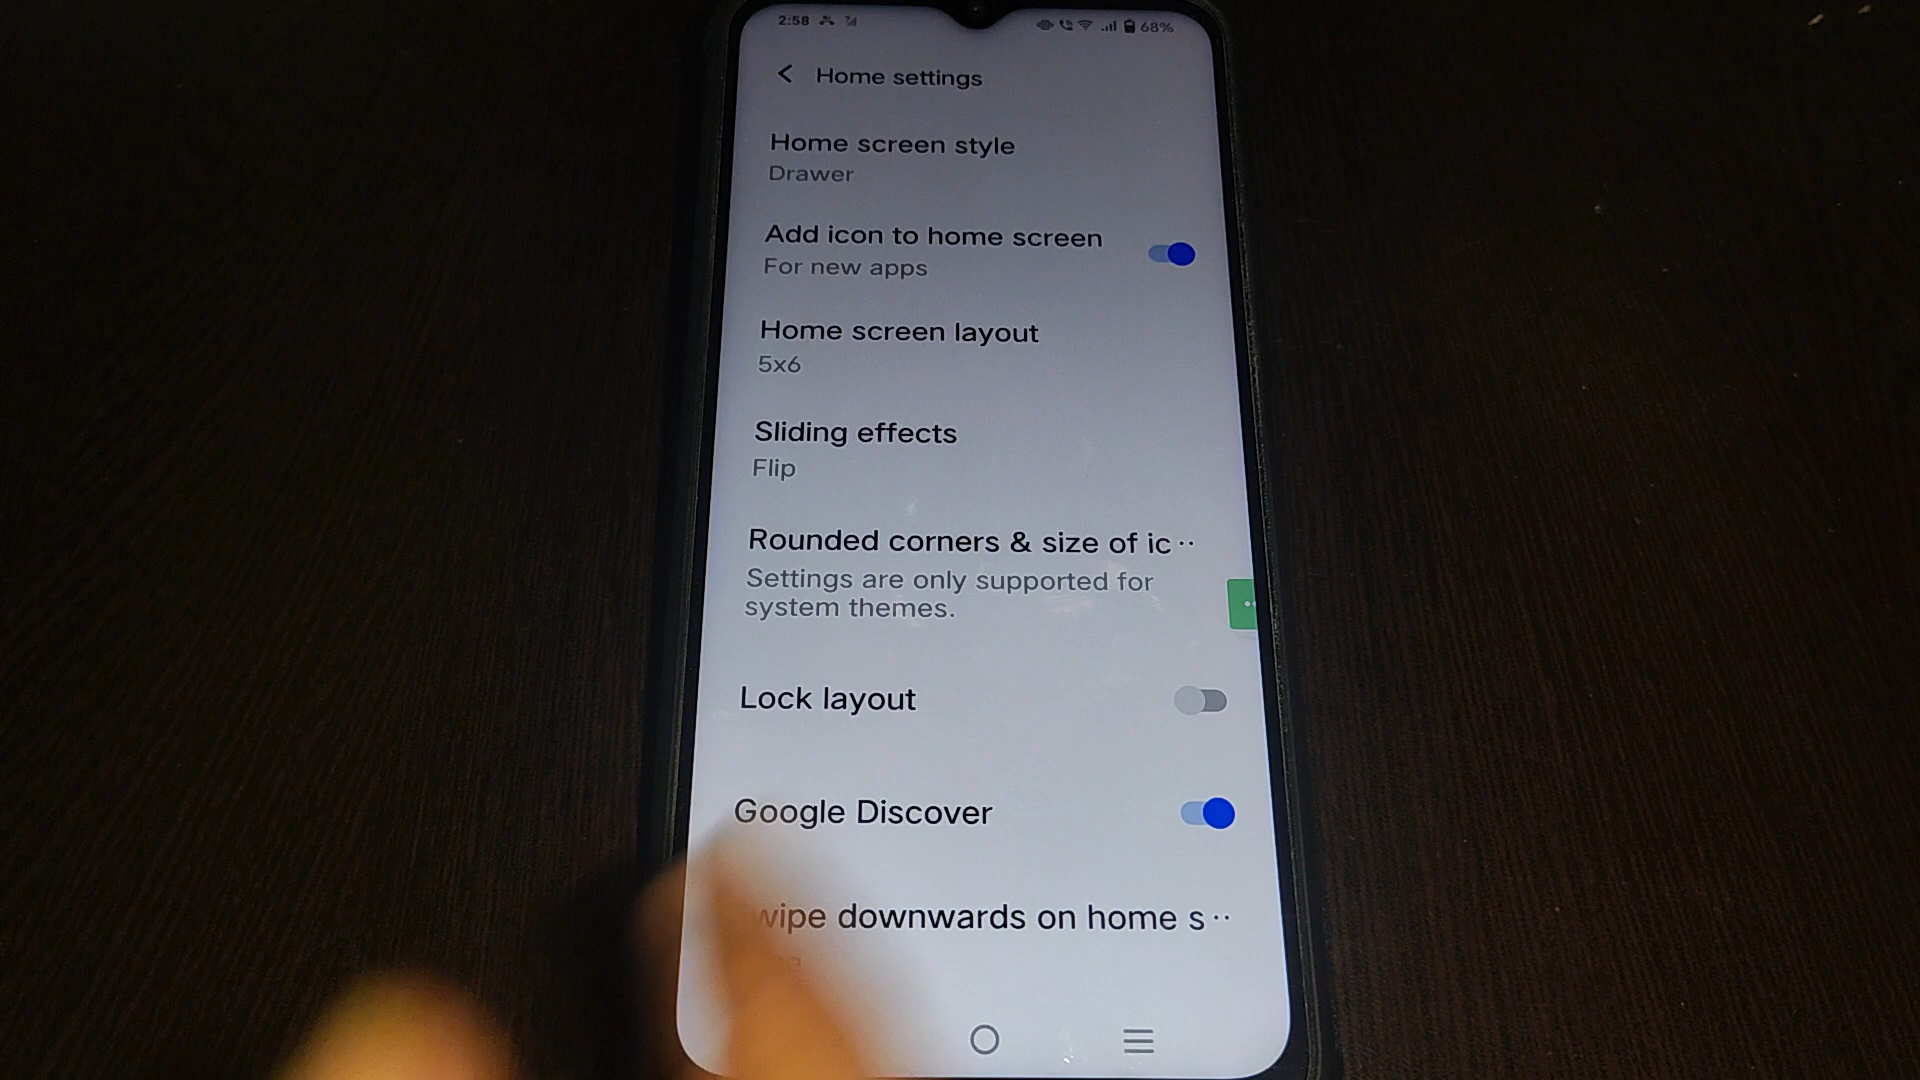 2:58 68%
Home settings
Home screen style
Drawer
Add icon to home screen
For new apps
Home screen layout
5x6
Sliding effects
Flip
Rounded corners & size of ic··
Settings are only supported for
system themes.
Lock layout
Google Discover
downwards on home s··